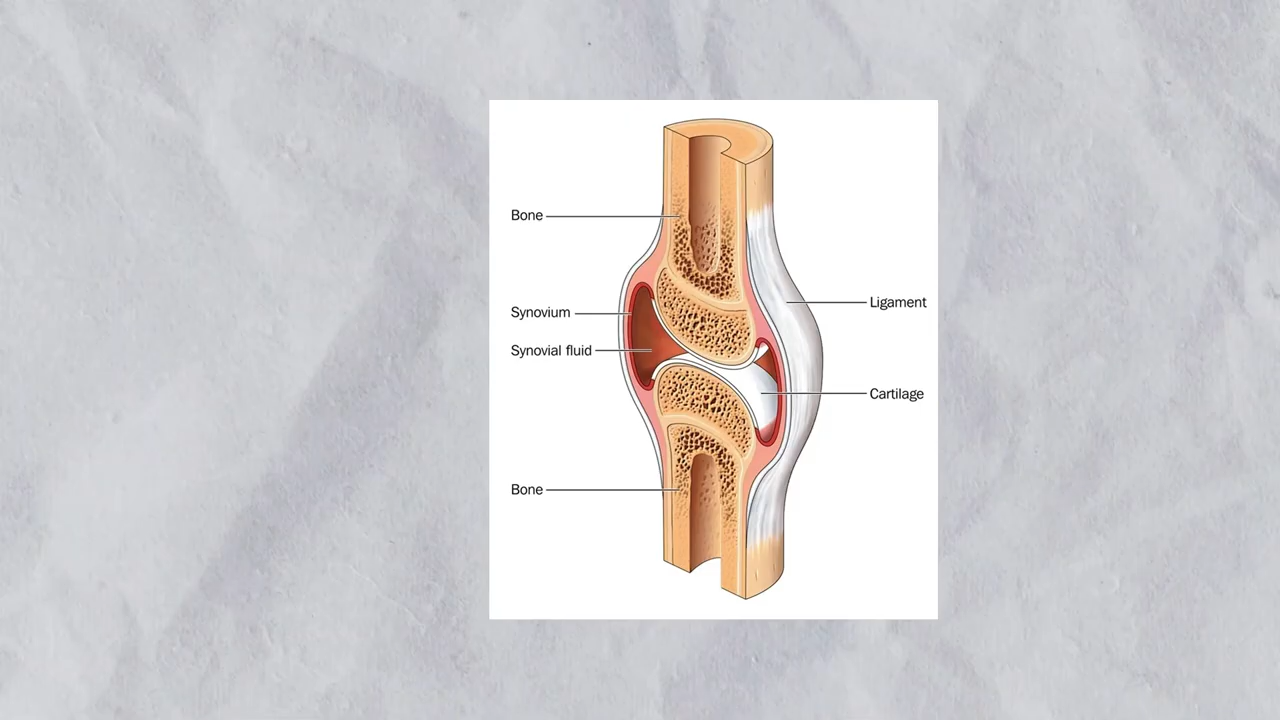 Bone
Synovium
Synovial fluid
Bone
Ligament
Cartilage